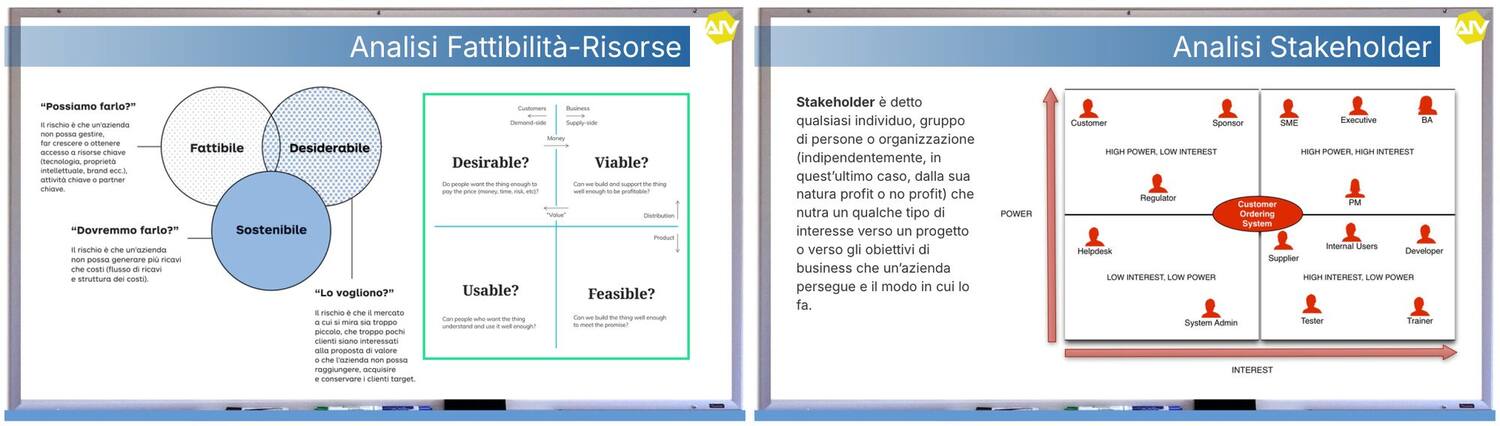 Analisi Fattibilità-Risorse
AIV
“Possiamo farlo?”
Il rischio è che un'azienda
non possa gestire,
far crescere o ottenere
accesso a risorse chiave
(tecnologia, proprietà
intellettuale, brand ecc.),
attività chiave o partner
chiave.
Fattibile
Desiderabile
Sostenibile
“Dovremmo farlo?”
Il rischio è che un'azienda
non possa generare più ricavi
che costi (flusso di ricavi
e struttura dei costi).
“Lo vogliono?”
Il rischio è che il mercato
a cui si mira sia troppo
piccolo, che troppo pochi
clienti siano interessati
alla proposta di valore
o che l'azienda non possa
raggiungere, acquisire
e conservare i clienti target.
Customers
Business
Demand-side
Supply-side
Money
Desirable?
Viable?
Do people want the thing enough to
pay the price (money, time, risk, etc)?
Can we build and support the thing
well enough to be profitable?
"Value"
Distribution
Product
Usable?
Feasible?
Can people who want the thing
understand and use it well enough?
Can we build the thing well enough
to meet the promise?
Analisi Stakeholder
AIV
Stakeholder è detto
qualsiasi individuo, gruppo
di persone o organizzazione
(indipendentemente, in
quest'ultimo caso, dalla sua
natura profit o no profit) che
nutra un qualche tipo di
interesse verso un progetto
o verso gli obiettivi di
business che un'azienda
persegue e il modo in cui lo
fa.
POWER
Customer
Sponsor
SME
Executive
BA
HIGH POWER, LOW INTEREST
HIGH POWER, HIGH INTEREST
Regulator
PM
Customer
Ordering
System
Helpdesk
Supplier
Internal Users
Developer
LOW INTEREST, LOW POWER
HIGH INTEREST, LOW POWER
System Admin
Tester
Trainer
INTEREST